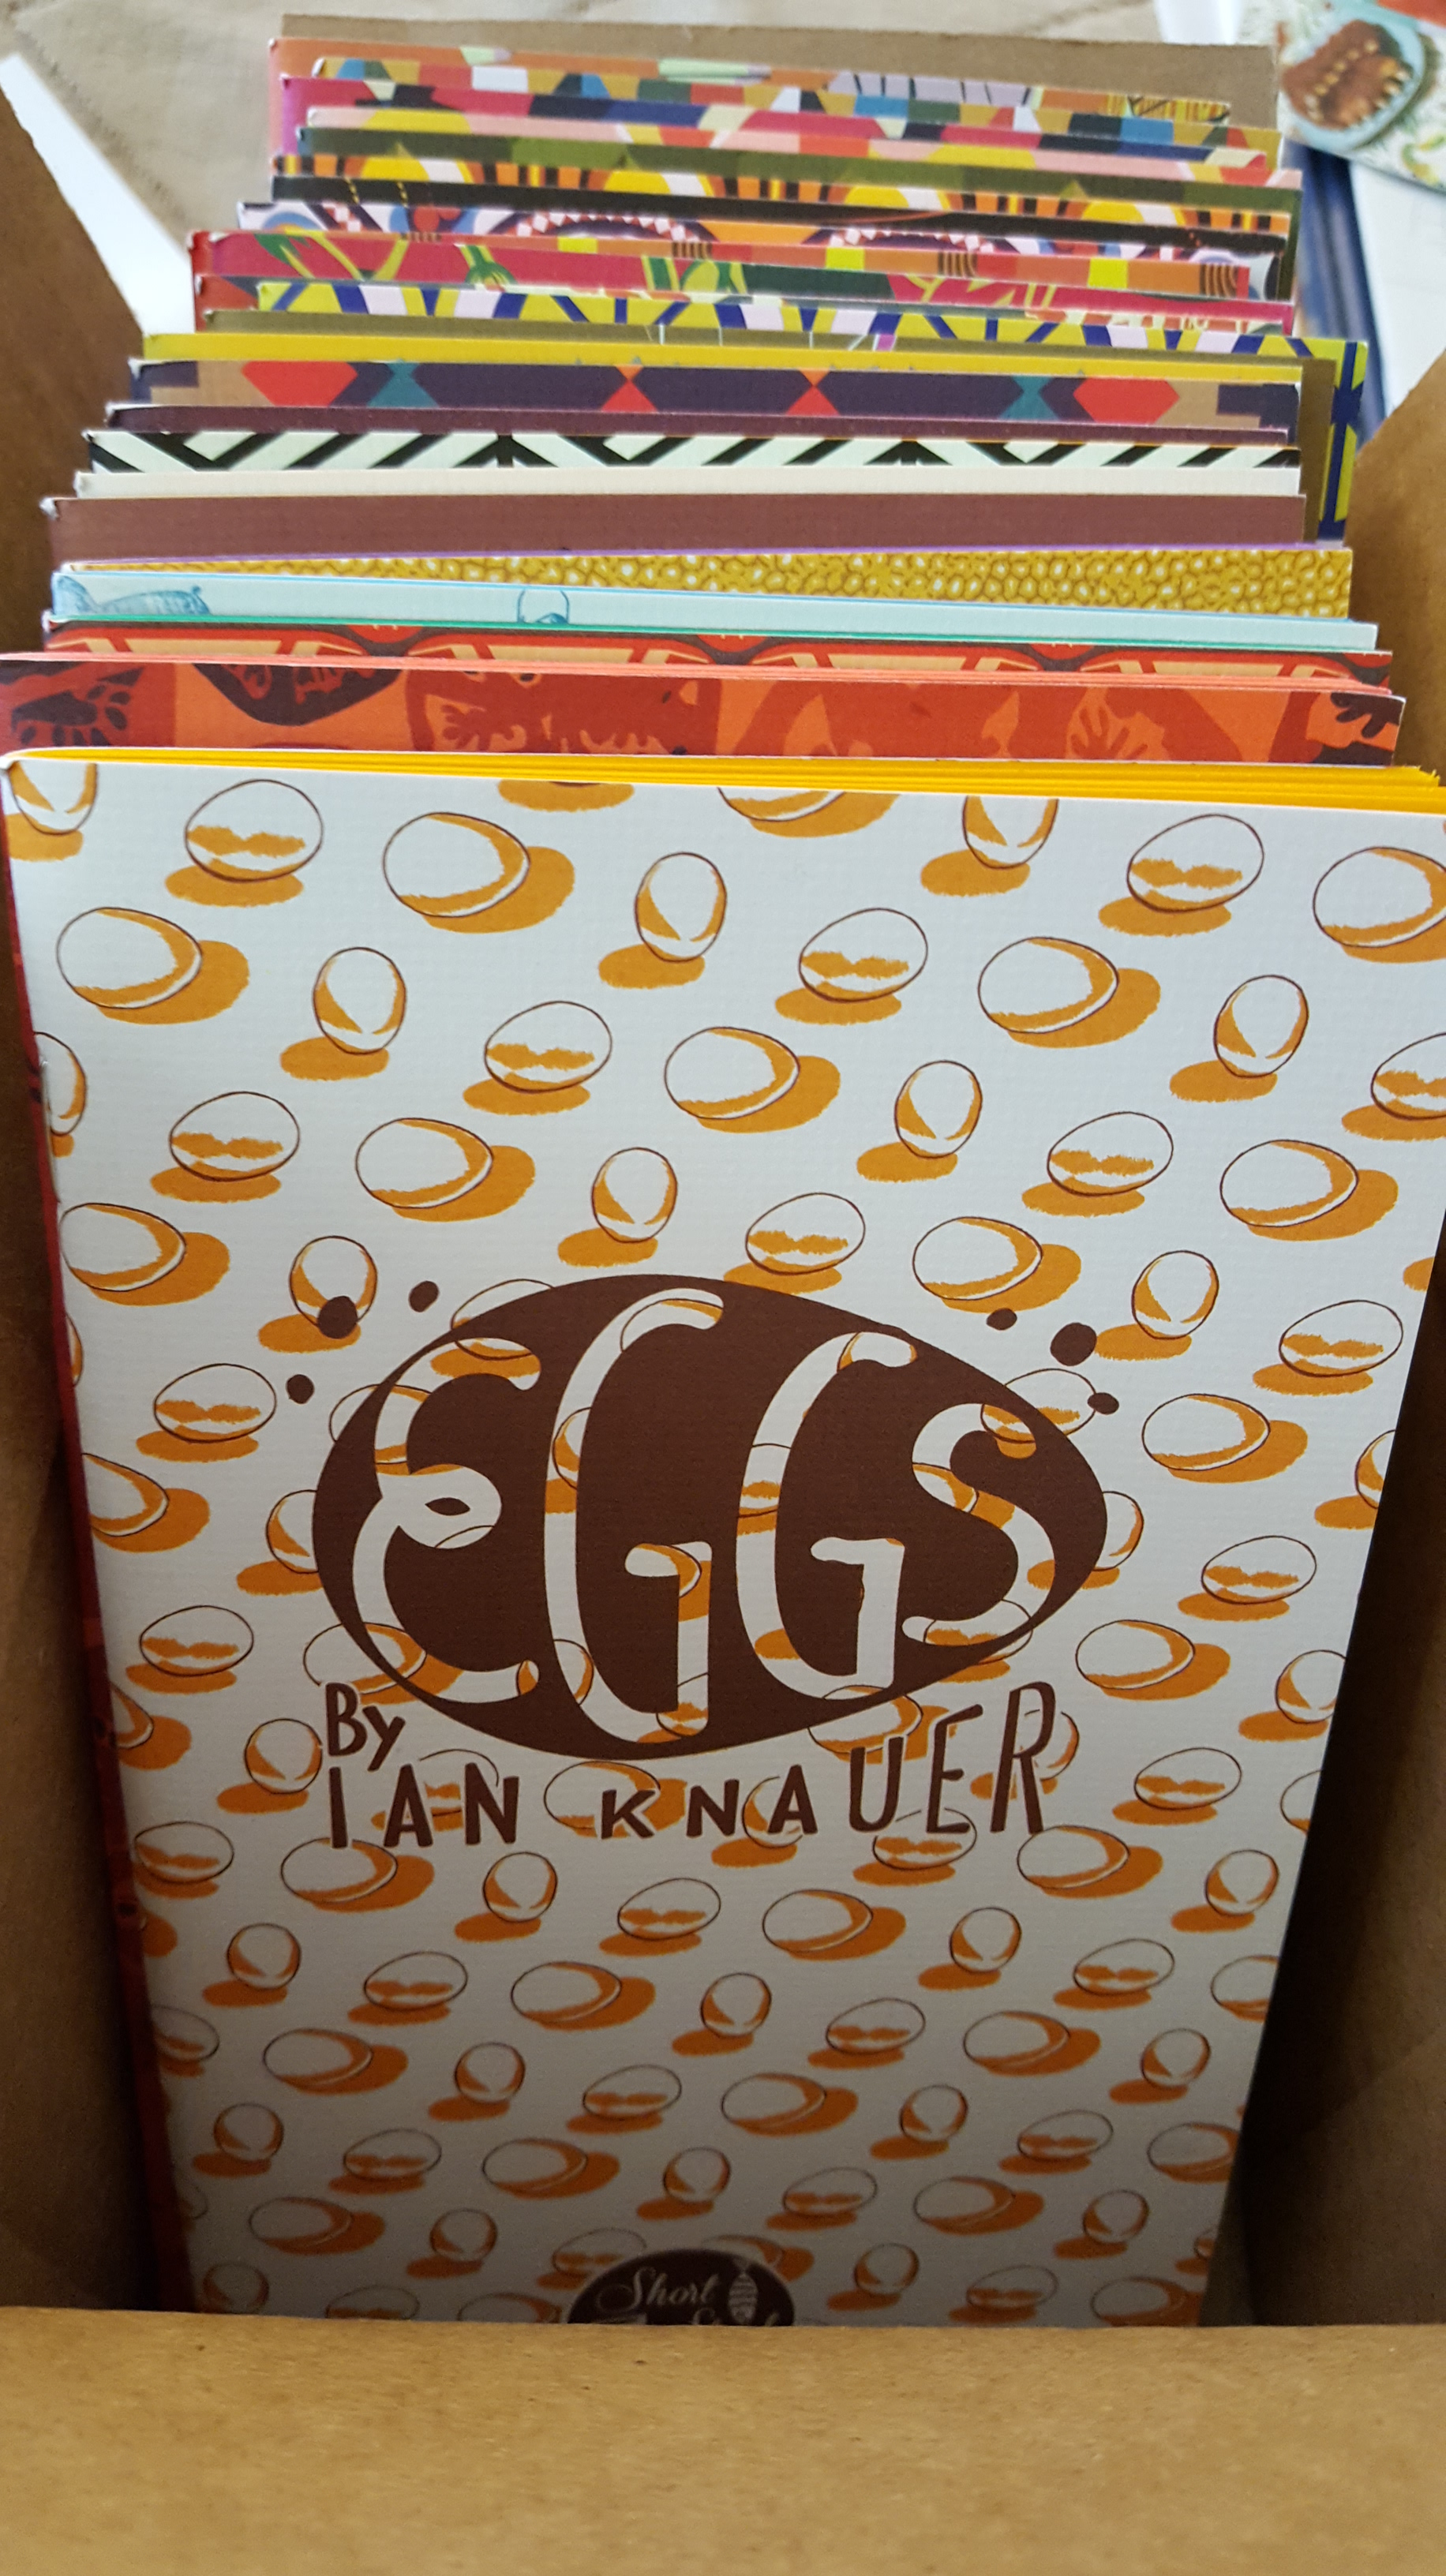 EGGS
By
IAN KNAUER
Short